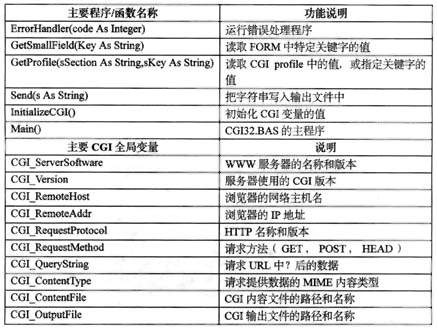 主要程序/函数名称 功能说明
ErrorHandler(code As Integer) 运行错误处理程序
GetSmallField(Key As String) 读取 FORM 中特定关键字的值
GetProfile(sSection As String,sKey As String) 读取 CGI profile 中的值，或指定关键字的
值
Send(s As String) 把字符串写入输出文件中
InitializeCGI() 初始化 CGI 变量的值
Main() CGI32.BAS 的主程序
主要 CGI 全局变量 说明
CGI_ServerSoftware WWW 服务器的名称和版本
CGI_Version 服务器使用的 CGI 版本
CGI_RemoteHost 浏览器的网络主机名
CGI_RemoteAddr 浏览器的 IP 地址
CGI_RequestProtocol HTTP 名称和版本
CGI_RequestMethod 请求方法（GET，POST，HEAD）
CGI_QueryString 请求 URL 中？后的数据
CGI_ContentType 请求提供数据的 MIME 内容类型
CGI_ContentFile CGI 内容文件的路径和名称
CGI_OutputFile CGI 输出文件的路径和名称